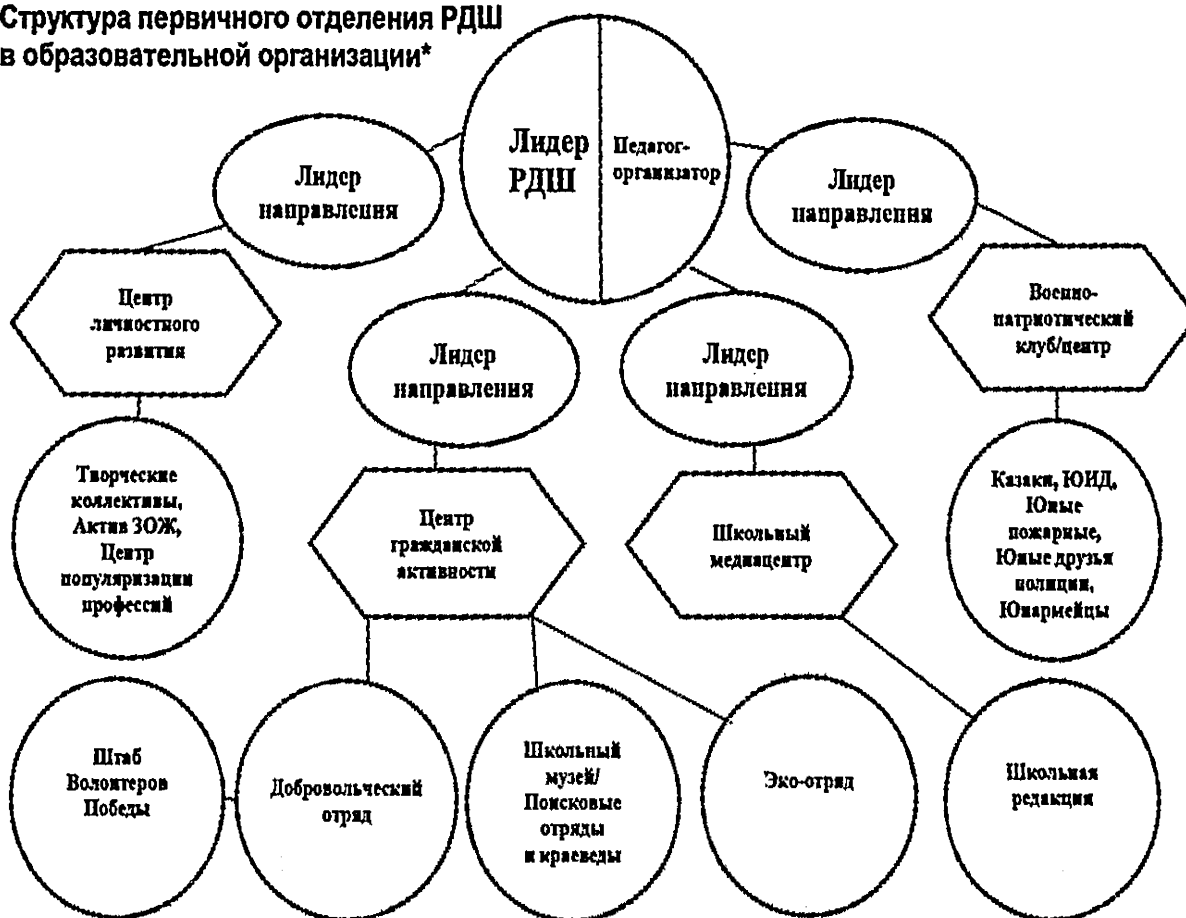 Структура первичного отделения РДШ
в образовательной организации*
Лидер
РДШ
Педагог-
организатор
Лидер
направления
Лидер
направления
Центр
личностного
развития
Лидер
направления
Лидер
направления
Военно-
патриотический
клуб/центр
Творческие
коллективы,
Актив ЗОЖ,
Центр
популяризации
профессий
Центр
гражданской
активности
Школьный
медиацентр
Казаки, ЮИД,
Юные
пожарные,
Юные друзья
полиции,
Юнармейцы
Штаб
Волонтеров
Победы
Добровольческий
отряд
Школьный
музей/
Поисковые
отряды
и краеведы
Эко-отряд
Школьная
редакция